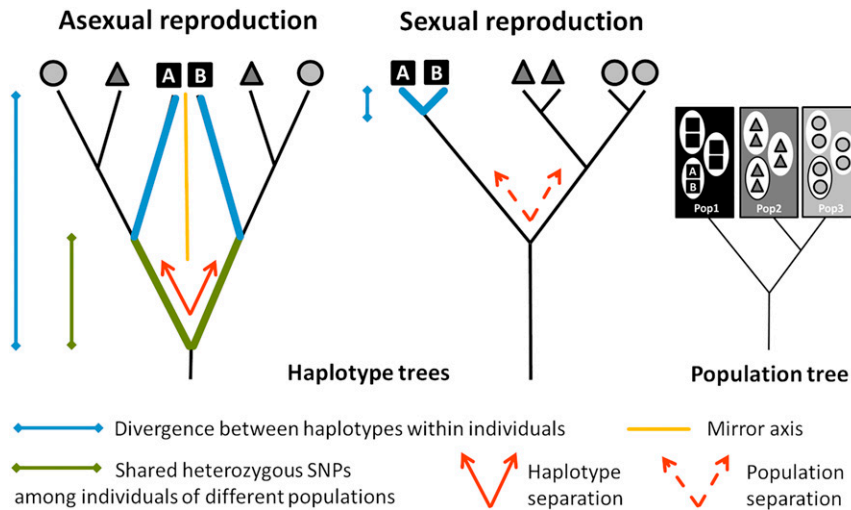 Asexual reproduction
Sexual reproduction
A B
A B
A
B
Pop1 Pop2 Pop3
Haplotype trees
Population tree
Divergence between haplotypes within individuals
Mirror axis
Shared heterozygous SNPs
among individuals of different populations
Haplotype
separation
Population
separation